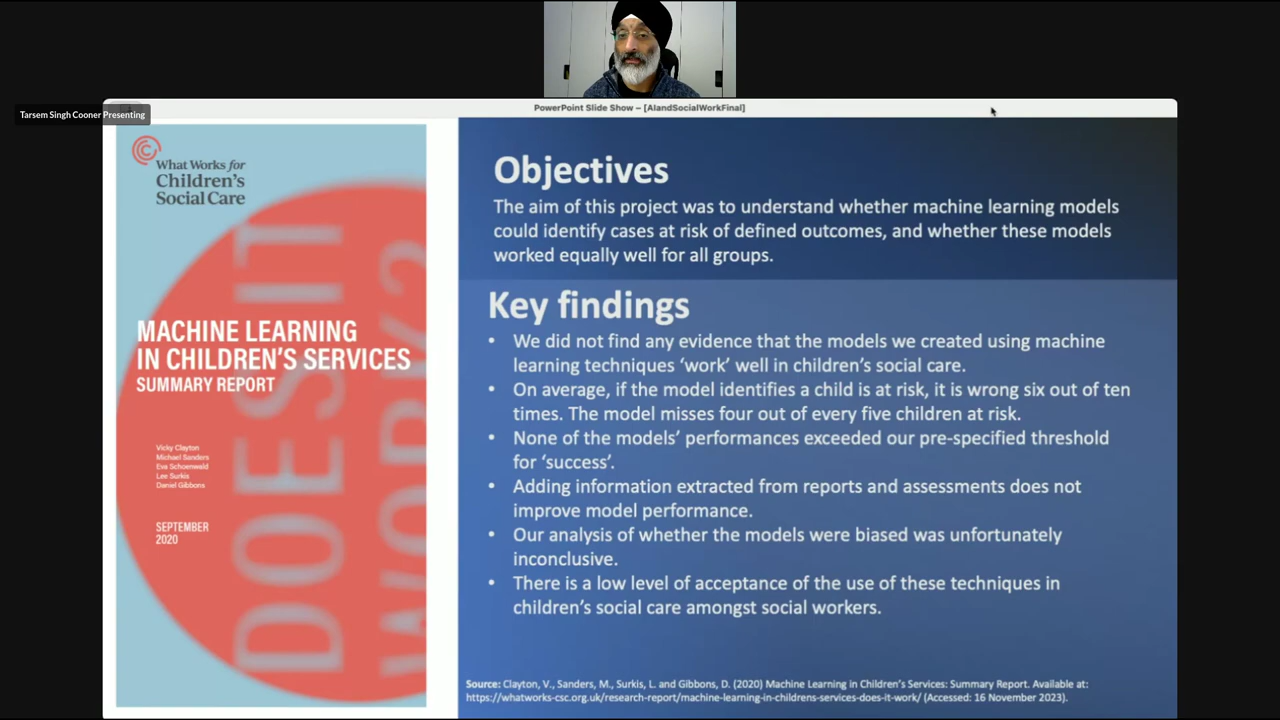 Tarsem Singh Cooner Presenting
PowerPoint Slide Show – [AIandSocialWorkFinal]
What Works for
Children's
Social Care
DOES IT
WORK?
MACHINE LEARNING
IN CHILDREN'S SERVICES
SUMMARY REPORT
Vicky Clayton
Michael Sanders
Eva Schoenwald
Lee Surkis
Daniel Gibbons
SEPTEMBER
2020
Objectives
The aim of this project was to understand whether machine learning models
could identify cases at risk of defined outcomes, and whether these models
worked equally well for all groups.
Key findings
• We did not find any evidence that the models we created using machine
learning techniques 'work' well in children's social care.
• On average, if the model identifies a child is at risk, it is wrong six out of ten
times. The model misses four out of every five children at risk.
• None of the models' performances exceeded our pre-specified threshold
for 'success'.
• Adding information extracted from reports and assessments does not
improve model performance.
• Our analysis of whether the models were biased was unfortunately
inconclusive.
• There is a low level of acceptance of the use of these techniques in
children's social care amongst social workers.
Source: Clayton, V., Sanders, M., Surkis, L. and Gibbons, D. (2020) Machine Learning in Children's Services: Summary Report. Available at:
https://whatworks-csc.org.uk/research-report/machine-learning-in-childrens-services-does-it-work/ (Accessed: 16 November 2023).